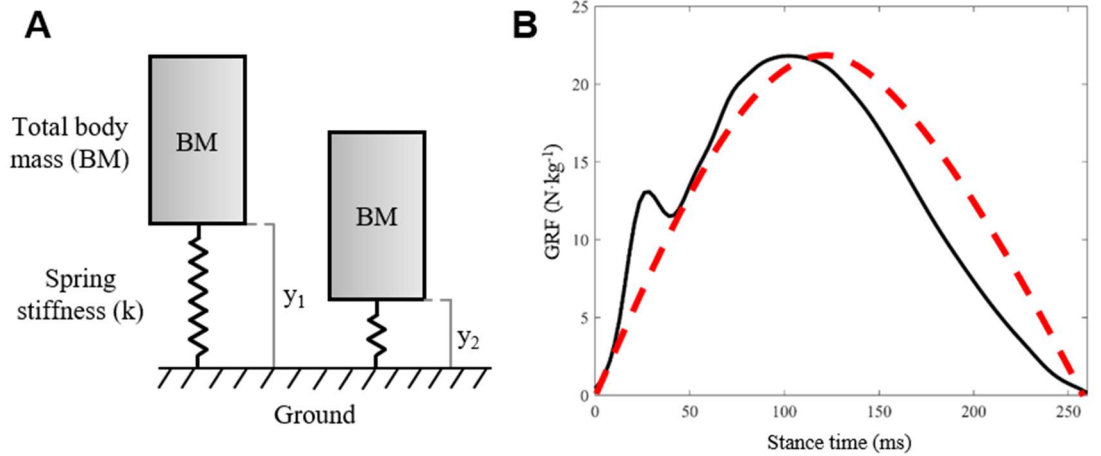 A
Total body
mass (BM)
BM
BM
Spring
stiffness (k)
y₁
y₂
Ground
B
GRF (N·kg⁻¹)
25
20
15
10
5
0
0
50
100
150
200
250
Stance time (ms)